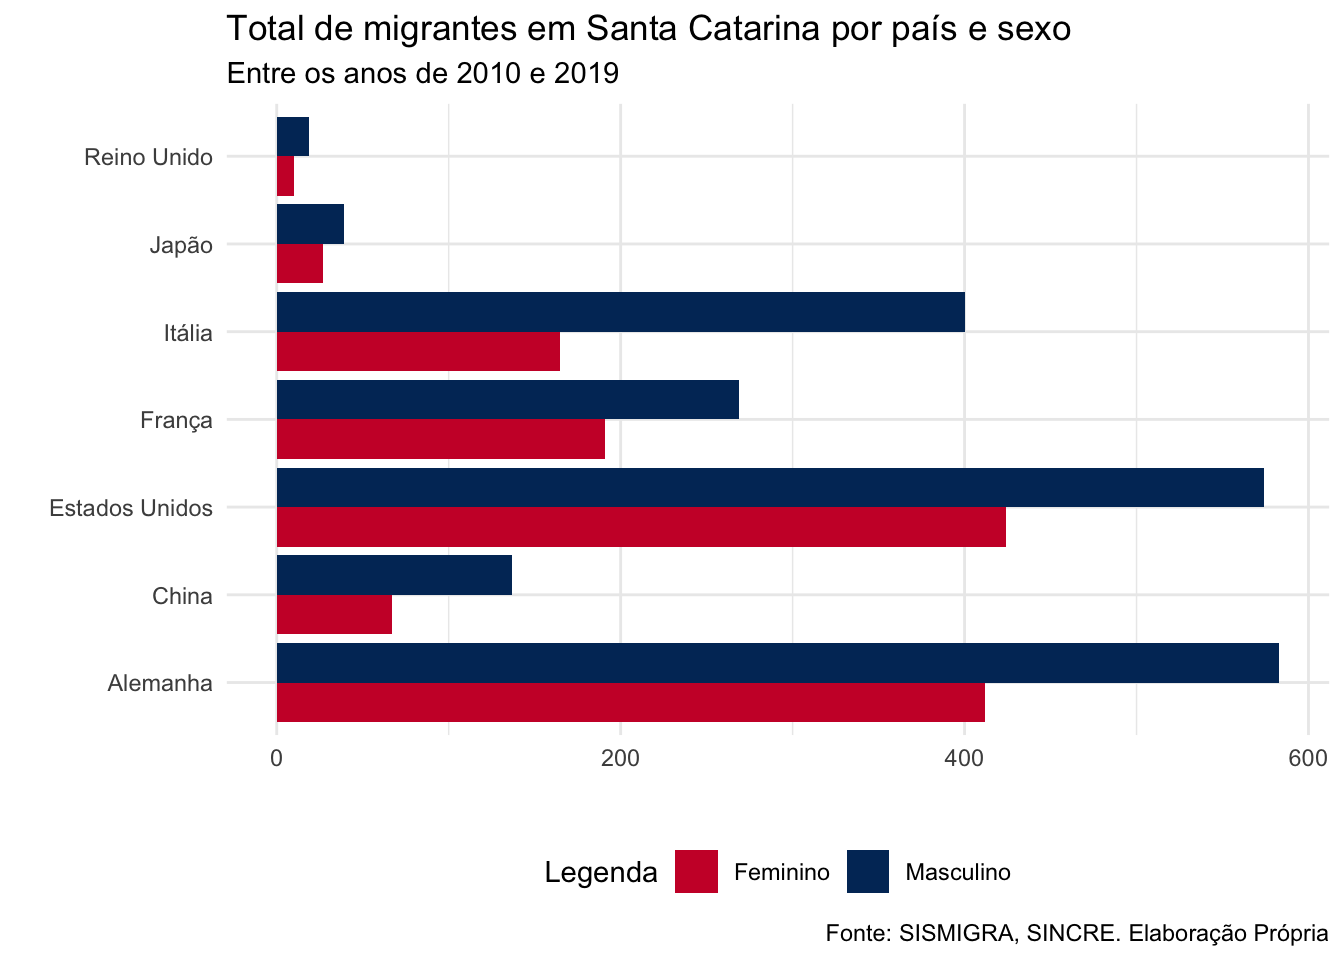 Total de migrantes em Santa Catarina por país e sexo
Entre os anos de 2010 e 2019
Reino Unido
Japão
Itália
França
Estados Unidos
China
Alemanha
0 200 400 600
Legenda Feminino Masculino
Fonte: SISMIGRA, SINCRE. Elaboração Própria